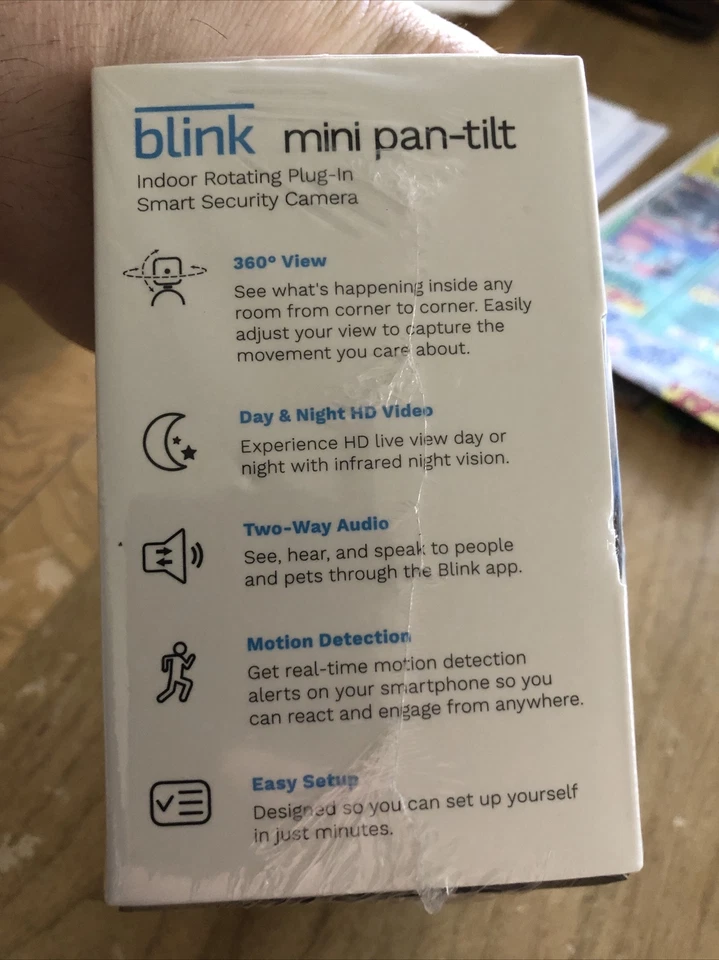 blink mini pan-tilt
Indoor Rotating Plug-In
Smart Security Camera
360° View
See what's happening inside any
room from corner to corner. Easily
adjust your view to capture the
movement you care about.
Day & Night HD Video
Experience HD live view day or
night with infrared night vision.
Two-Way Audio
See, hear, and speak to people
and pets through the Blink app.
Motion Detection
Get real-time motion detection
alerts on your smartphone so you
can react and engage from anywhere.
Easy Setup
Designed so you can set up yourself
in just minutes.